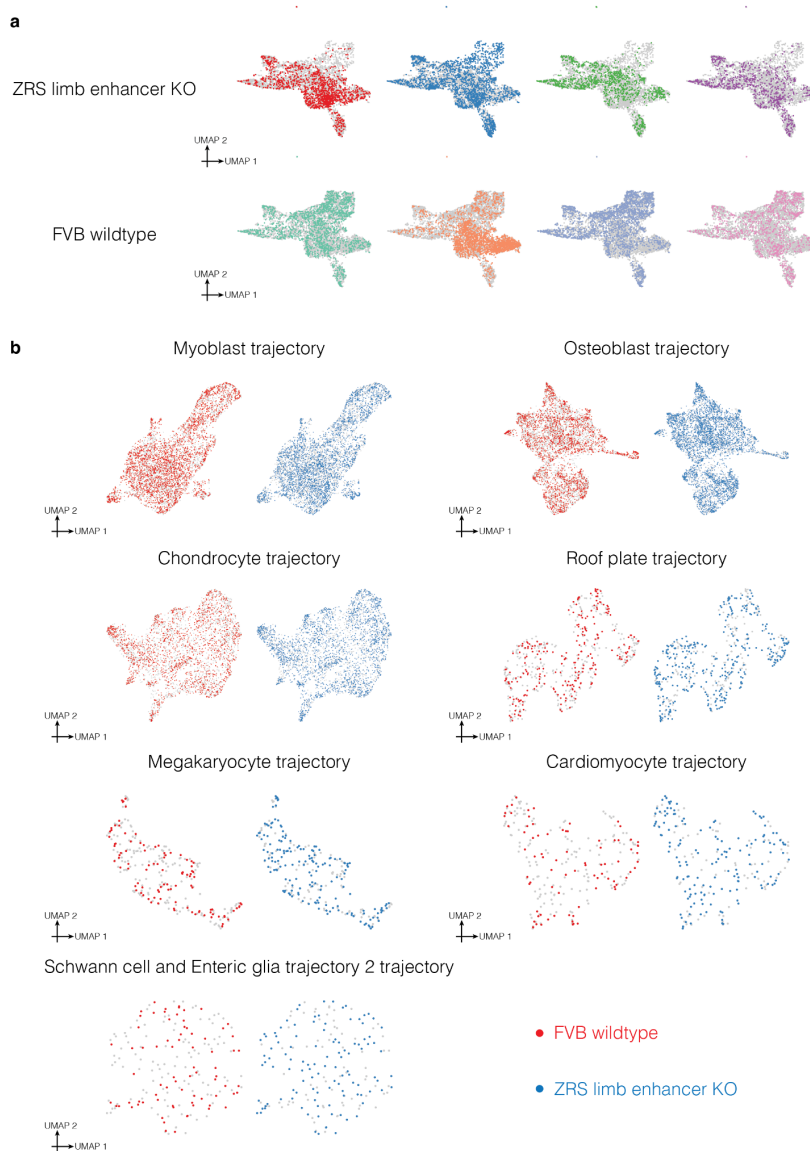 a
ZRS limb enhancer KO
UMAP 2
UMAP 1
FVB wildtype
UMAP 2
UMAP 1
b
Myoblast trajectory
Osteoblast trajectory
UMAP 2
UMAP 1
UMAP 2
UMAP 1
Chondrocyte trajectory
Roof plate trajectory
UMAP 2
UMAP 1
UMAP 2
UMAP 1
Megakaryocyte trajectory
Cardiomyocyte trajectory
UMAP 2
UMAP 1
UMAP 2
UMAP 1
Schwann cell and Enteric glia trajectory 2 trajectory
FVB wildtype
ZRS limb enhancer KO
UMAP 2
UMAP 1